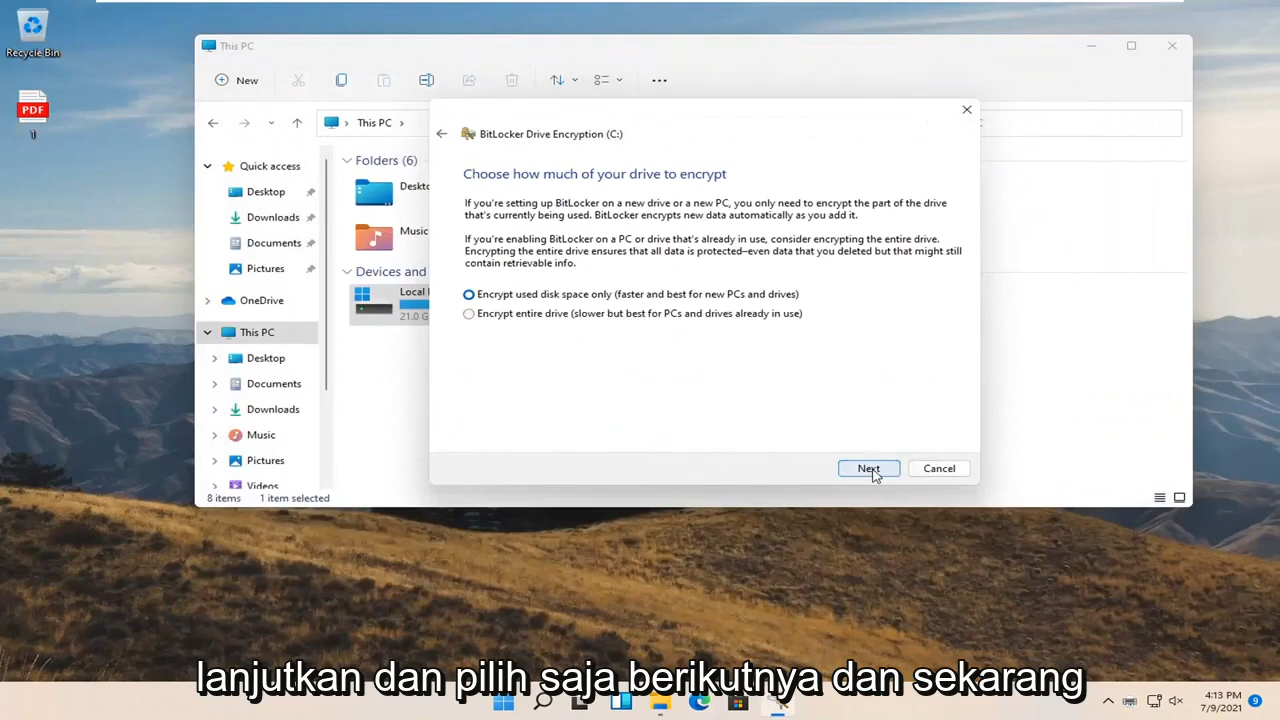 Recycle Bin
PDF
This PC
New
This PC
Quick access
Desktop
Downloads
Documents
Pictures
OneDrive
This PC
Desktop
Documents
Downloads
Music
Pictures
Videos
Folders (6)
Music
Devices and
Local
21.0 G
8 items 1 item selected
BitLocker Drive Encryption (C:)
Choose how much of your drive to encrypt
If you're setting up BitLocker on a new drive or a new PC, you only need to encrypt the part of the drive
that's currently being used. BitLocker encrypts new data automatically as you add it.
If you're enabling BitLocker on a PC or drive that's already in use, consider encrypting the entire drive.
Encrypting the entire drive ensures that all data is protected–even data that you deleted but that might still
contain retrievable info.
Encrypt used disk space only (faster and best for new PCs and drives)
Encrypt entire drive (slower but best for PCs and drives already in use)
Next Cancel
lanjutkan dan pilih saja berikutnya dan sekarang
4:13 PM
7/9/2021
9